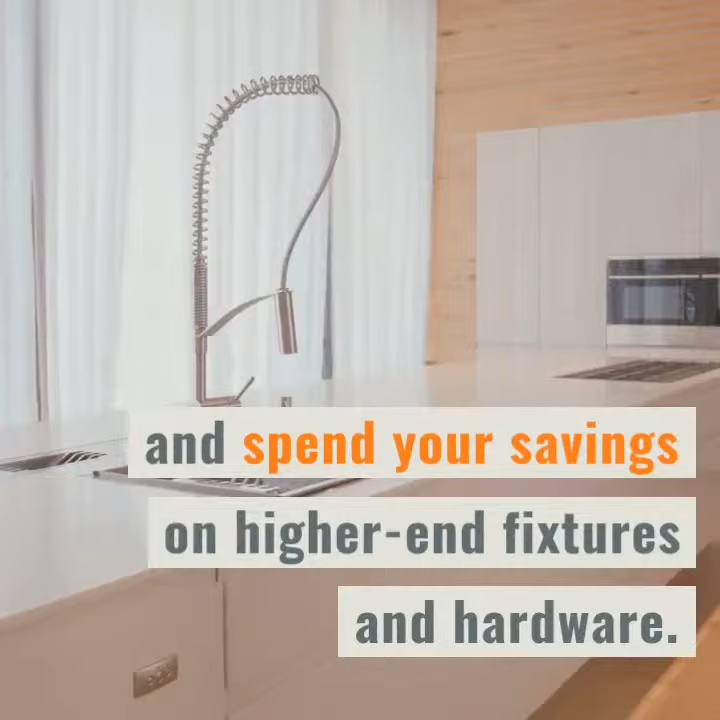 and spend your savings
on higher-end fixtures
and hardware.